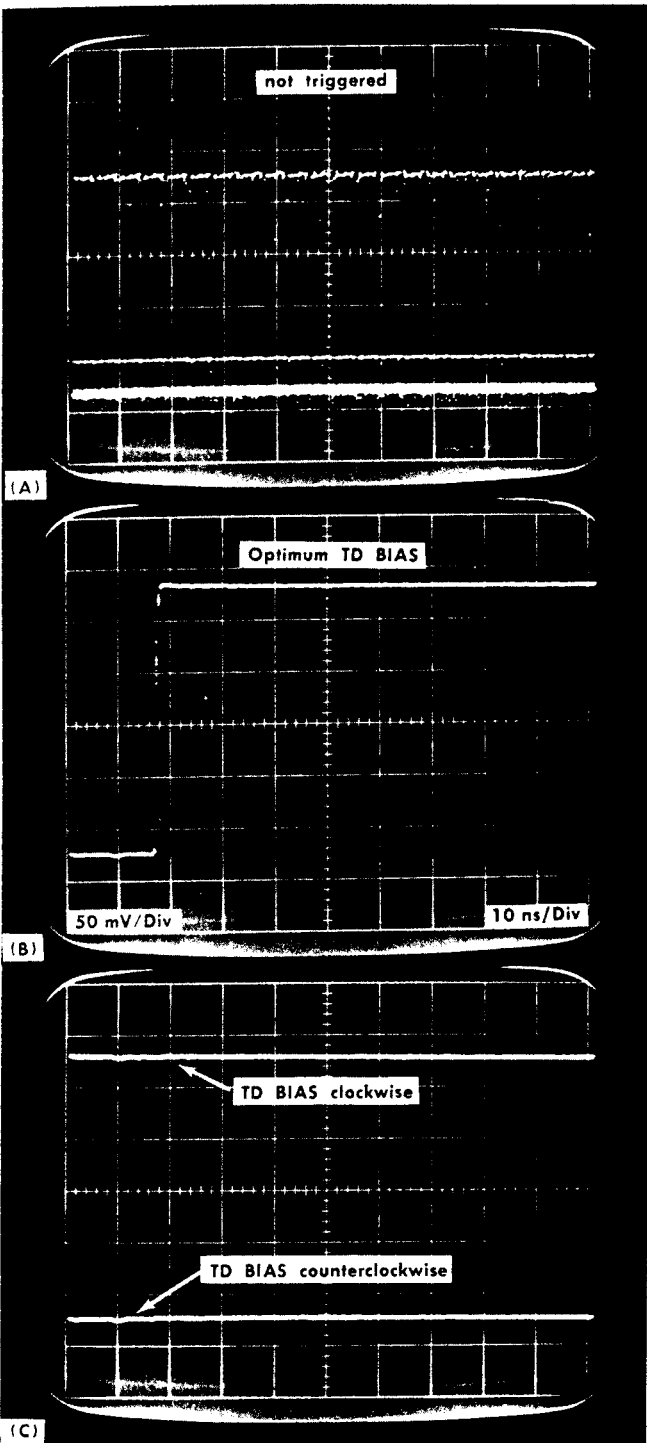 not triggered
(A)
Optimum TD BIAS
50 mV/Div
10 ns/Div
(B)
TD BIAS clockwise
TD BIAS counterclockwise
(C)